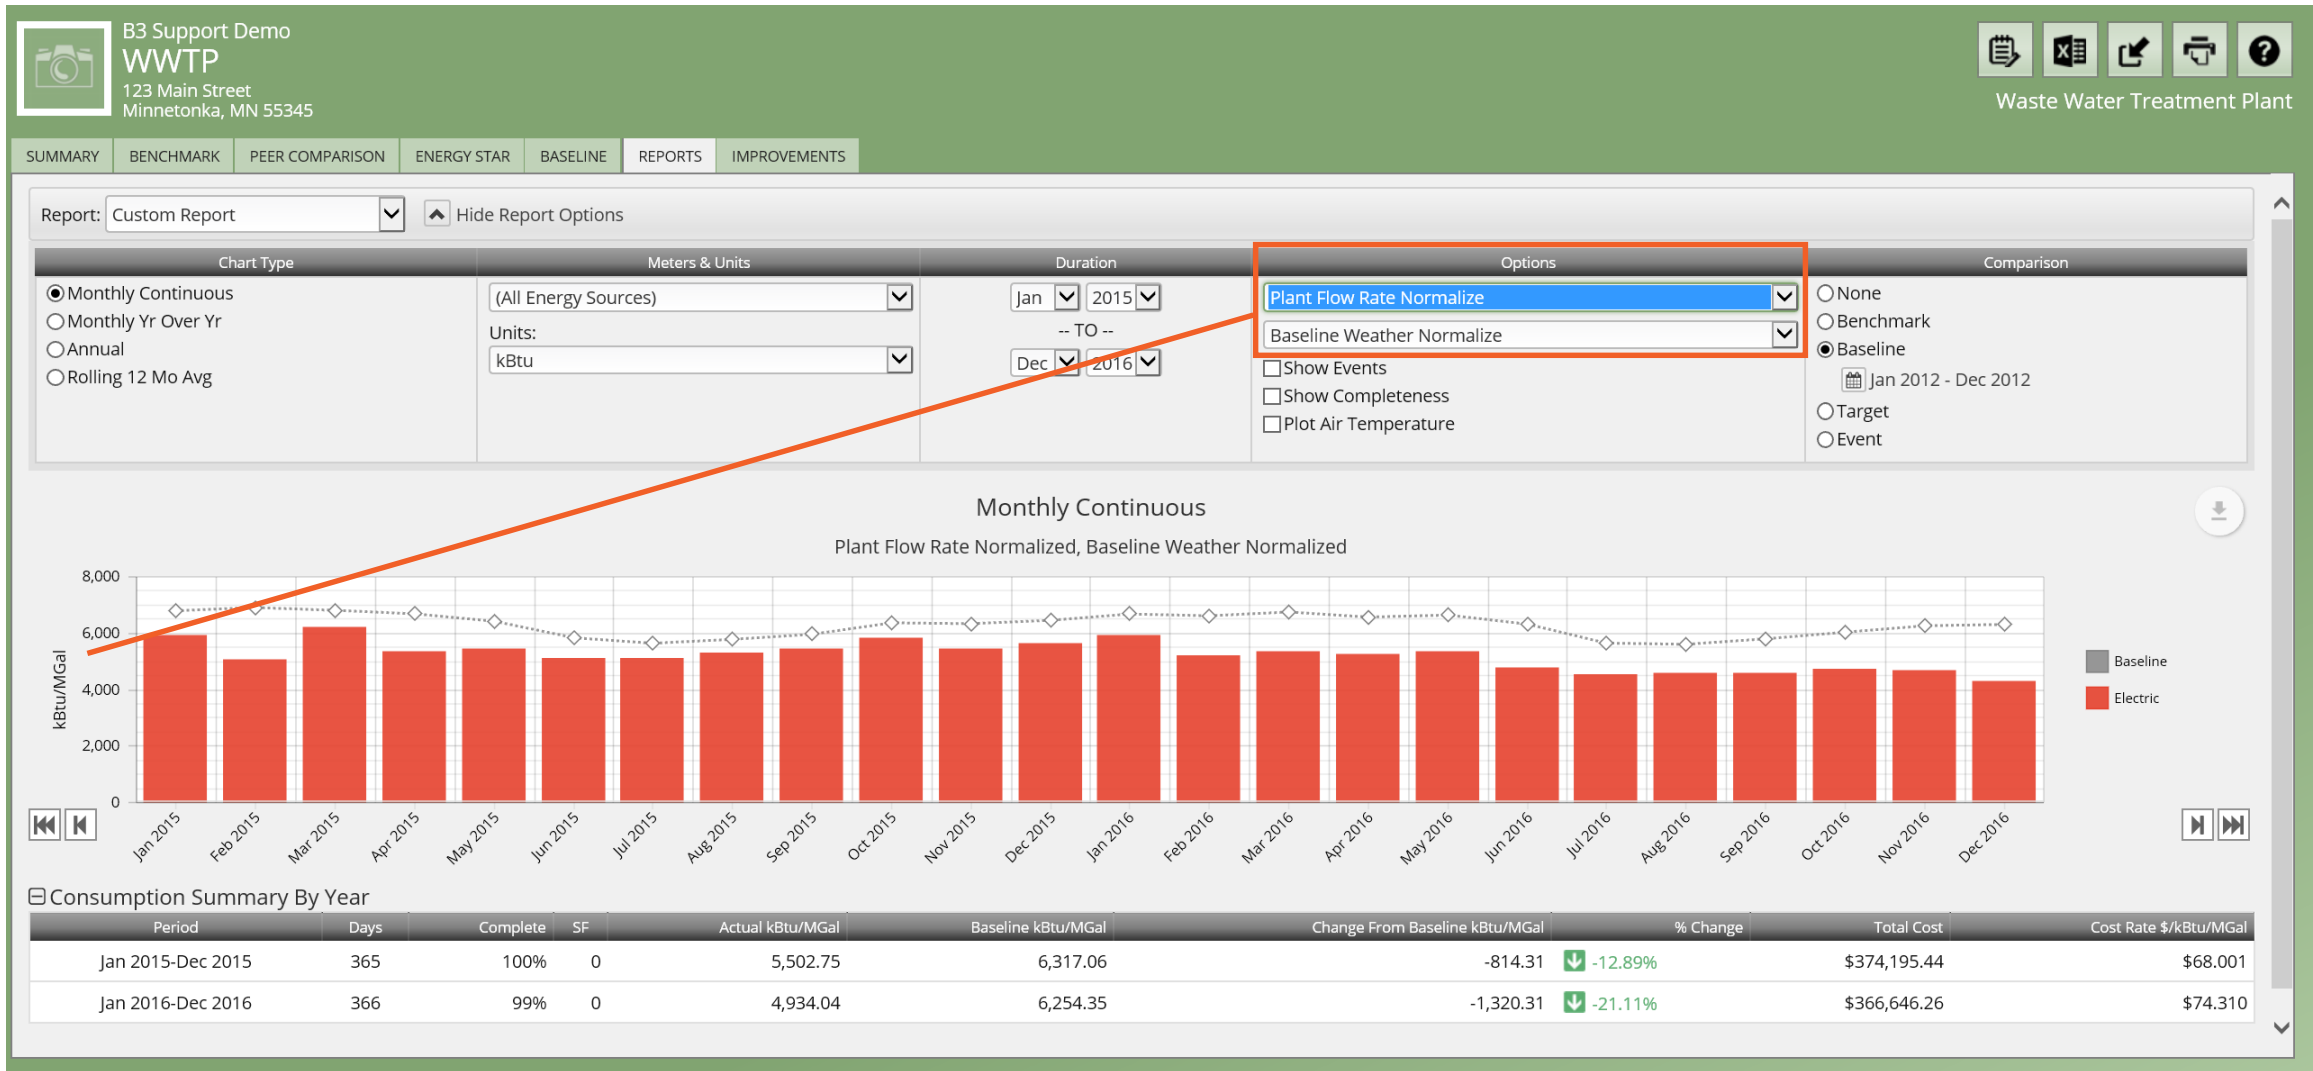 B3 Support Demo
WWTP
123 Main Street
Minnetonka, MN 55345
Waste Water Treatment Plant
SUMMARY BENCHMARK PEER COMPARISON ENERGY STAR BASELINE REPORTS IMPROVEMENTS
Report: Custom Report Hide Report Options
Chart Type Meters & Units Duration Options Comparison
Monthly Continuous
Monthly Yr Over Yr
Annual
Rolling 12 Mo Avg
(All Energy Sources)
Units:
kBtu
Jan 2015
-- TO --
Dec 2016
Plant Flow Rate Normalize
Baseline Weather Normalize
Show Events
Show Completeness
Plot Air Temperature
None
Benchmark
Baseline
Jan 2012 - Dec 2012
Target
Event
Monthly Continuous
Plant Flow Rate Normalized, Baseline Weather Normalized
kBtu/MGal
8,000
6,000
4,000
2,000
0
Jan 2015 Feb 2015 Mar 2015 Apr 2015 May 2015 Jun 2015 Jul 2015 Aug 2015 Sep 2015 Oct 2015 Nov 2015 Dec 2015 Jan 2016 Feb 2016 Mar 2016 Apr 2016 May 2016 Jun 2016 Jul 2016 Aug 2016 Sep 2016 Oct 2016 Nov 2016 Dec 2016
Baseline
Electric
Consumption Summary By Year
Period Days Complete SF Actual kBtu/MGal Baseline kBtu/MGal Change From Baseline kBtu/MGal % Change Total Cost Cost Rate $/kBtu/MGal
Jan 2015-Dec 2015 365 100% 0 5,502.75 6,317.06 -814.31 -12.89% $374,195.44 $68.001
Jan 2016-Dec 2016 366 99% 0 4,934.04 6,254.35 -1,320.31 -21.11% $366,646.26 $74.310